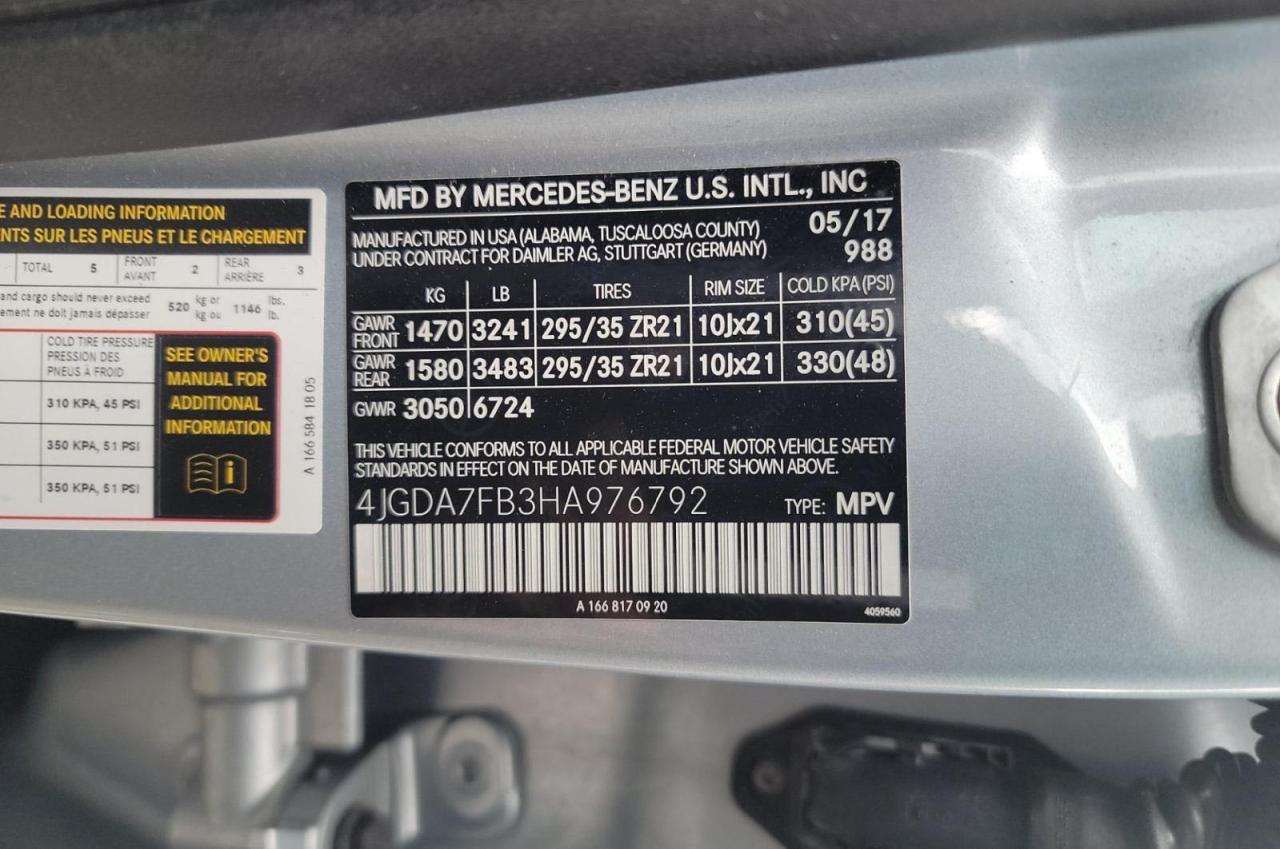 E AND LOADING INFORMATION
NTS SUR LES PNEUS ET LE CHARGEMENT
TOTAL 5 FRONT AVANT 2 REAR ARRIÈRE 3
and cargo should never exceed 520 kg or 1146 lbs.
ement ne doit jamais dépasser kg ou lb.
COLD TIRE PRESSURE
PRESSION DES
PNEUS À FROID
310 KPA, 45 PSI
350 KPA, 51 PSI
350 KPA, 51 PSI
SEE OWNER'S
MANUAL FOR
ADDITIONAL
INFORMATION
A 166 584 18 05
MFD BY MERCEDES-BENZ U.S. INTL., INC
MANUFACTURED IN USA (ALABAMA, TUSCALOOSA COUNTY) 05/17
UNDER CONTRACT FOR DAIMLER AG, STUTTGART (GERMANY) 988
KG LB TIRES RIM SIZE COLD KPA (PSI)
GAWR FRONT 1470 3241 295/35 ZR21 10Jx21 310(45)
GAWR REAR 1580 3483 295/35 ZR21 10Jx21 330(48)
GVWR 3050 6724
THIS VEHICLE CONFORMS TO ALL APPLICABLE FEDERAL MOTOR VEHICLE SAFETY
STANDARDS IN EFFECT ON THE DATE OF MANUFACTURE SHOWN ABOVE.
4JGDA7FB3HA976792 TYPE: MPV
A 166 817 09 20 4059560